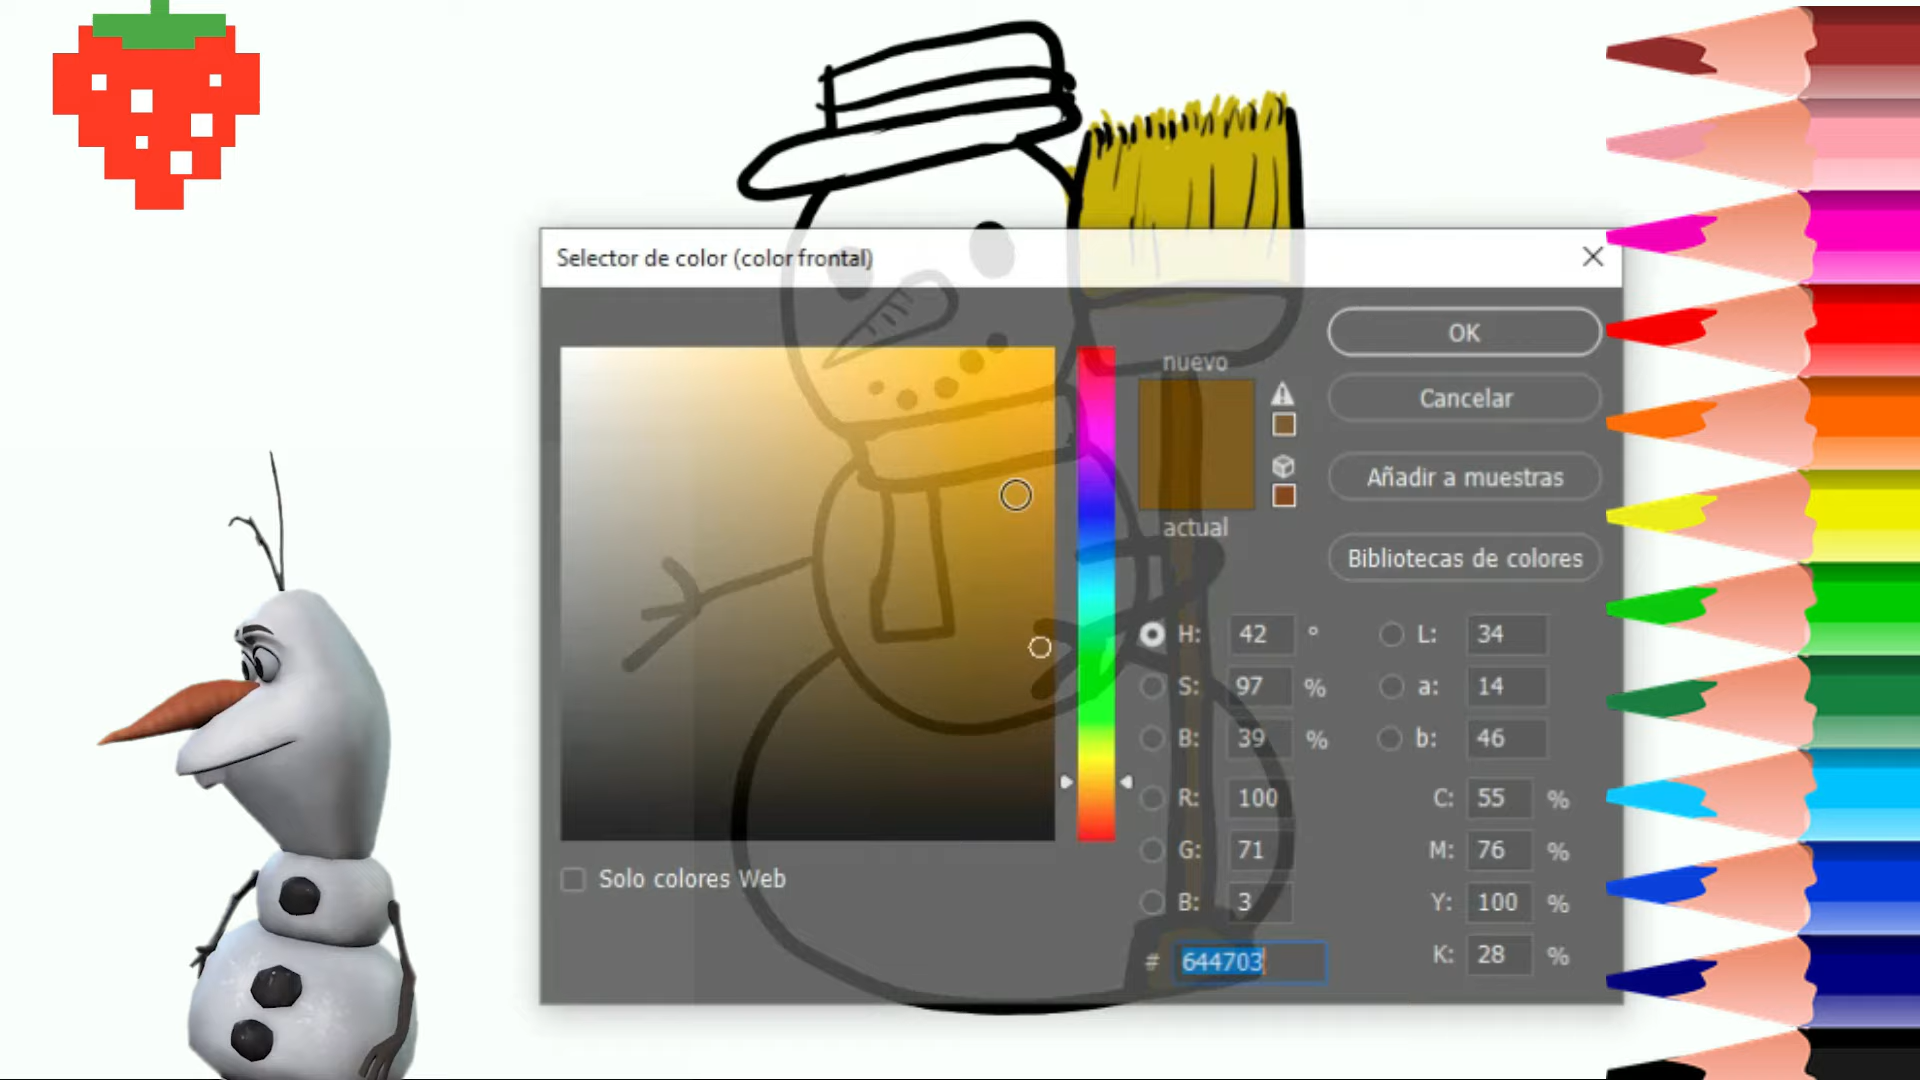 Selector de color (color frontal)
nuevo
OK
Cancelar
Añadir a muestras
actual
Bibliotecas de colores
H: 42 ° L: 34
S: 97 % a: 14
B: 39 % b: 46
R: 100 C: 55 %
G: 71 M: 76 %
Solo colores Web
B: 3 Y: 100 %
# 644703 K: 28 %